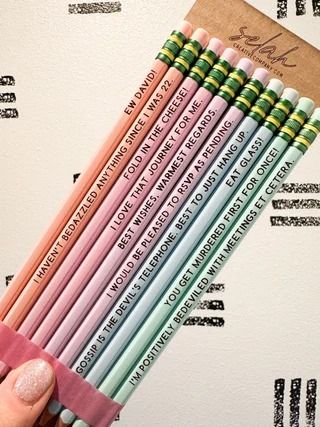 selah
CREATIVECOMPANY.COM
EW DAVID!
I HAVEN'T BEDAZZLED ANYTHING SINCE I WAS 22.
FOLD IN THE CHEESE!
I LOVE THAT JOURNEY FOR ME.
BEST WISHES, WARMEST REGARDS.
I WOULD BE PLEASED TO RSVP AS PENDING.
GOSSIP IS THE DEVIL'S TELEPHONE. BEST TO JUST HANG UP.
EAT GLASS!
YOU GET MURDERED FIRST FOR ONCE!
I'M POSITIVELY BEDEVILED WITH MEETINGS ET CETERA.